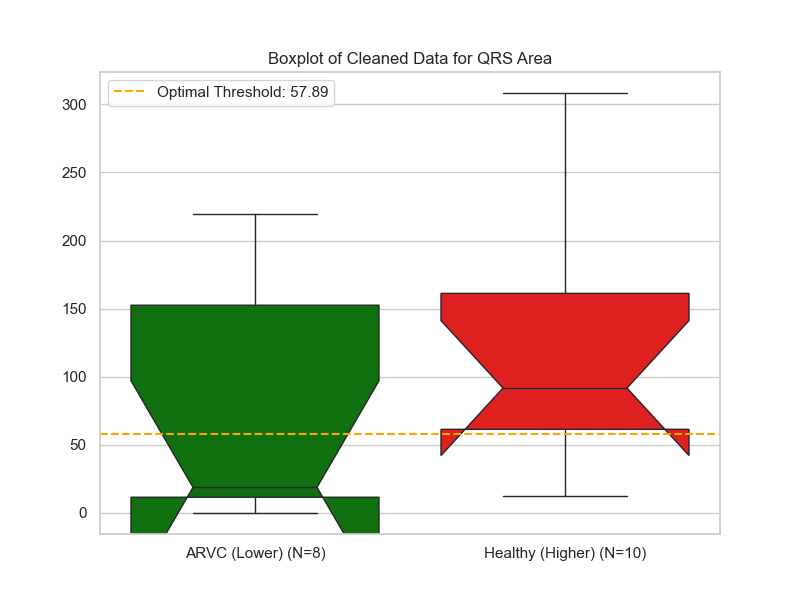 Boxplot of Cleaned Data for QRS Area
Optimal Threshold: 57.89
300
250
200
150
100
50
0
ARVC (Lower) (N=8)
Healthy (Higher) (N=10)